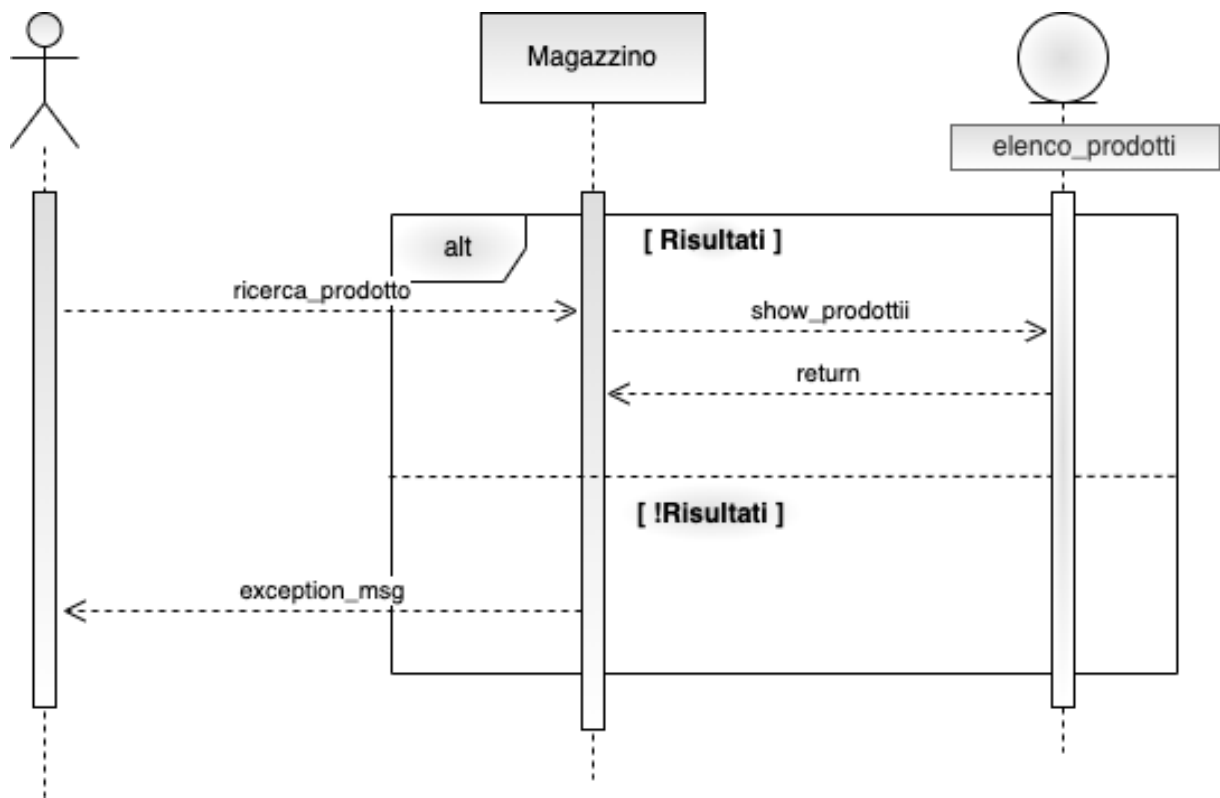 Magazzino
elenco_prodotti
alt
[ Risultati ]
ricerca_prodotto
show_prodottii
return
[ !Risultati ]
exception_msg